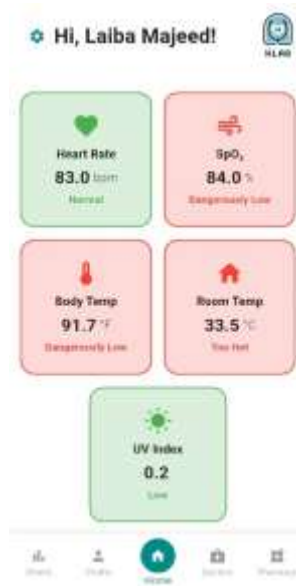 Hi, Laiba Majeed!
HLAB
Heart Rate
83.0 bpm
Normal
SpO₂
84.0 %
Dangerously Low
Body Temp
91.7 °F
Dangerously Low
Room Temp
33.5 °C
Too Hot
UV Index
0.2
Low
Home